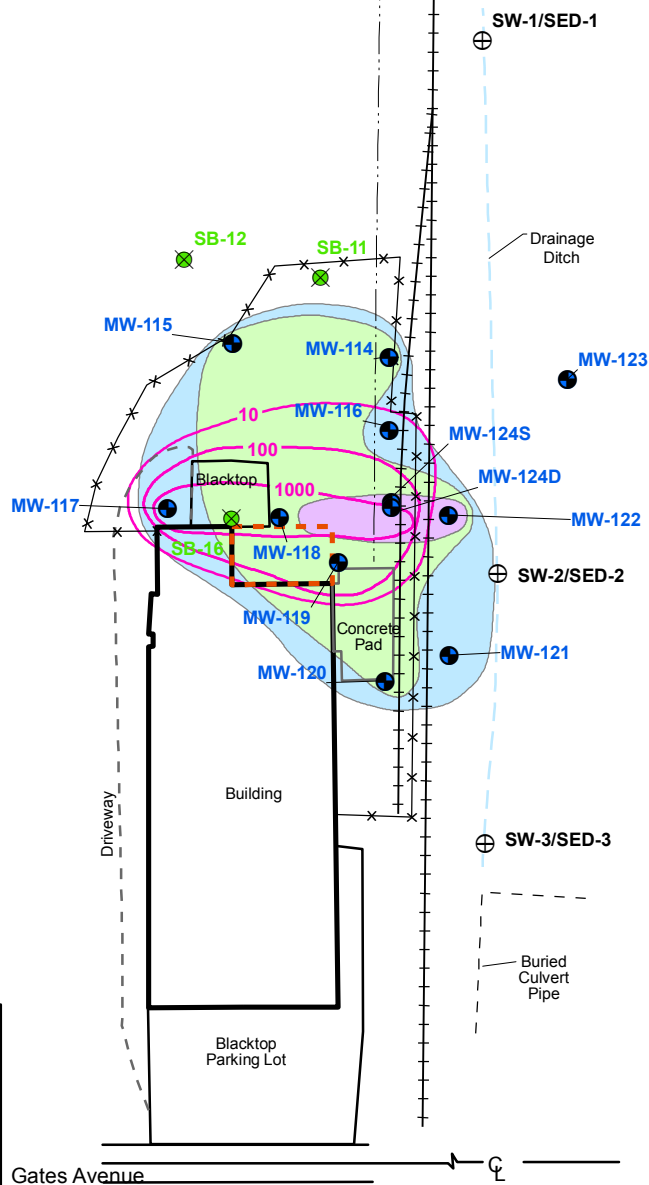 SW-1/SED-1
SB-12
SB-11
Drainage
Ditch
MW-115
MW-114
MW-123
10
MW-116
MW-124S
100
MW-124D
Blacktop
1000
MW-117
MW-122
SB-16
MW-118
SW-2/SED-2
MW-119
Concrete
Pad
MW-121
MW-120
Building
Driveway
SW-3/SED-3
Buried
Culvert
Pipe
Blacktop
Parking Lot
CL
Gates Avenue